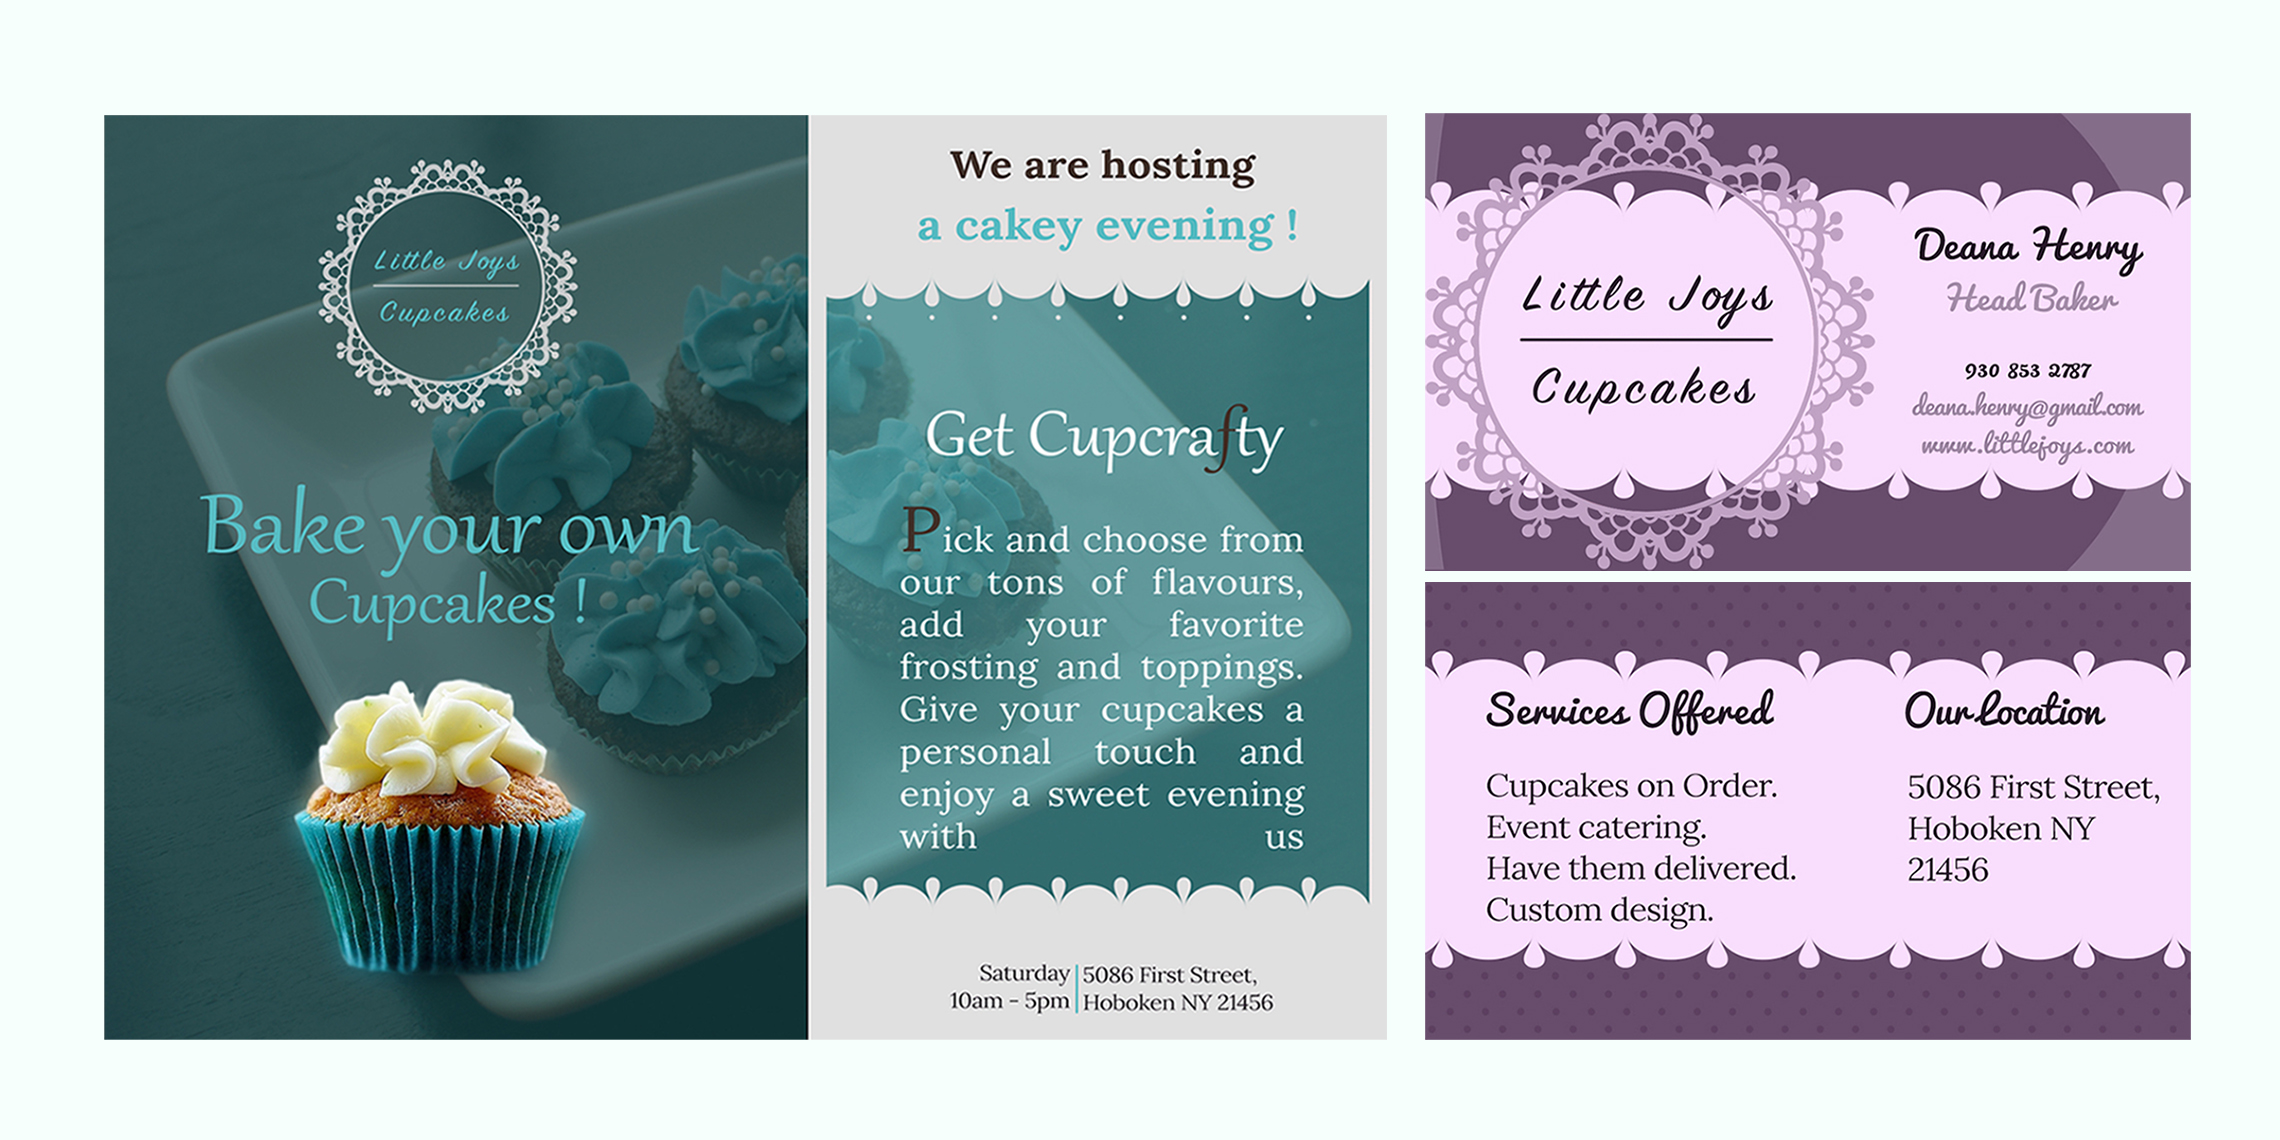 Little Joys
Cupcakes
Bake your own
Cupcakes !
We are hosting
a cakey evening !
Get Cupcrafty
Pick and choose from
our tons of flavours,
add your favorite
frosting and toppings.
Give your cupcakes a
personal touch and
enjoy a sweet evening
with us
Saturday
10am - 5pm
5086 First Street,
Hoboken NY 21456
Little Joys
Cupcakes
Deana Henry
Head Baker
930 853 2787
deana.henry@gmail.com
www.littlejoys.com
Services Offered
Cupcakes on Order.
Event catering.
Have them delivered.
Custom design.
Our Location
5086 First Street,
Hoboken NY
21456